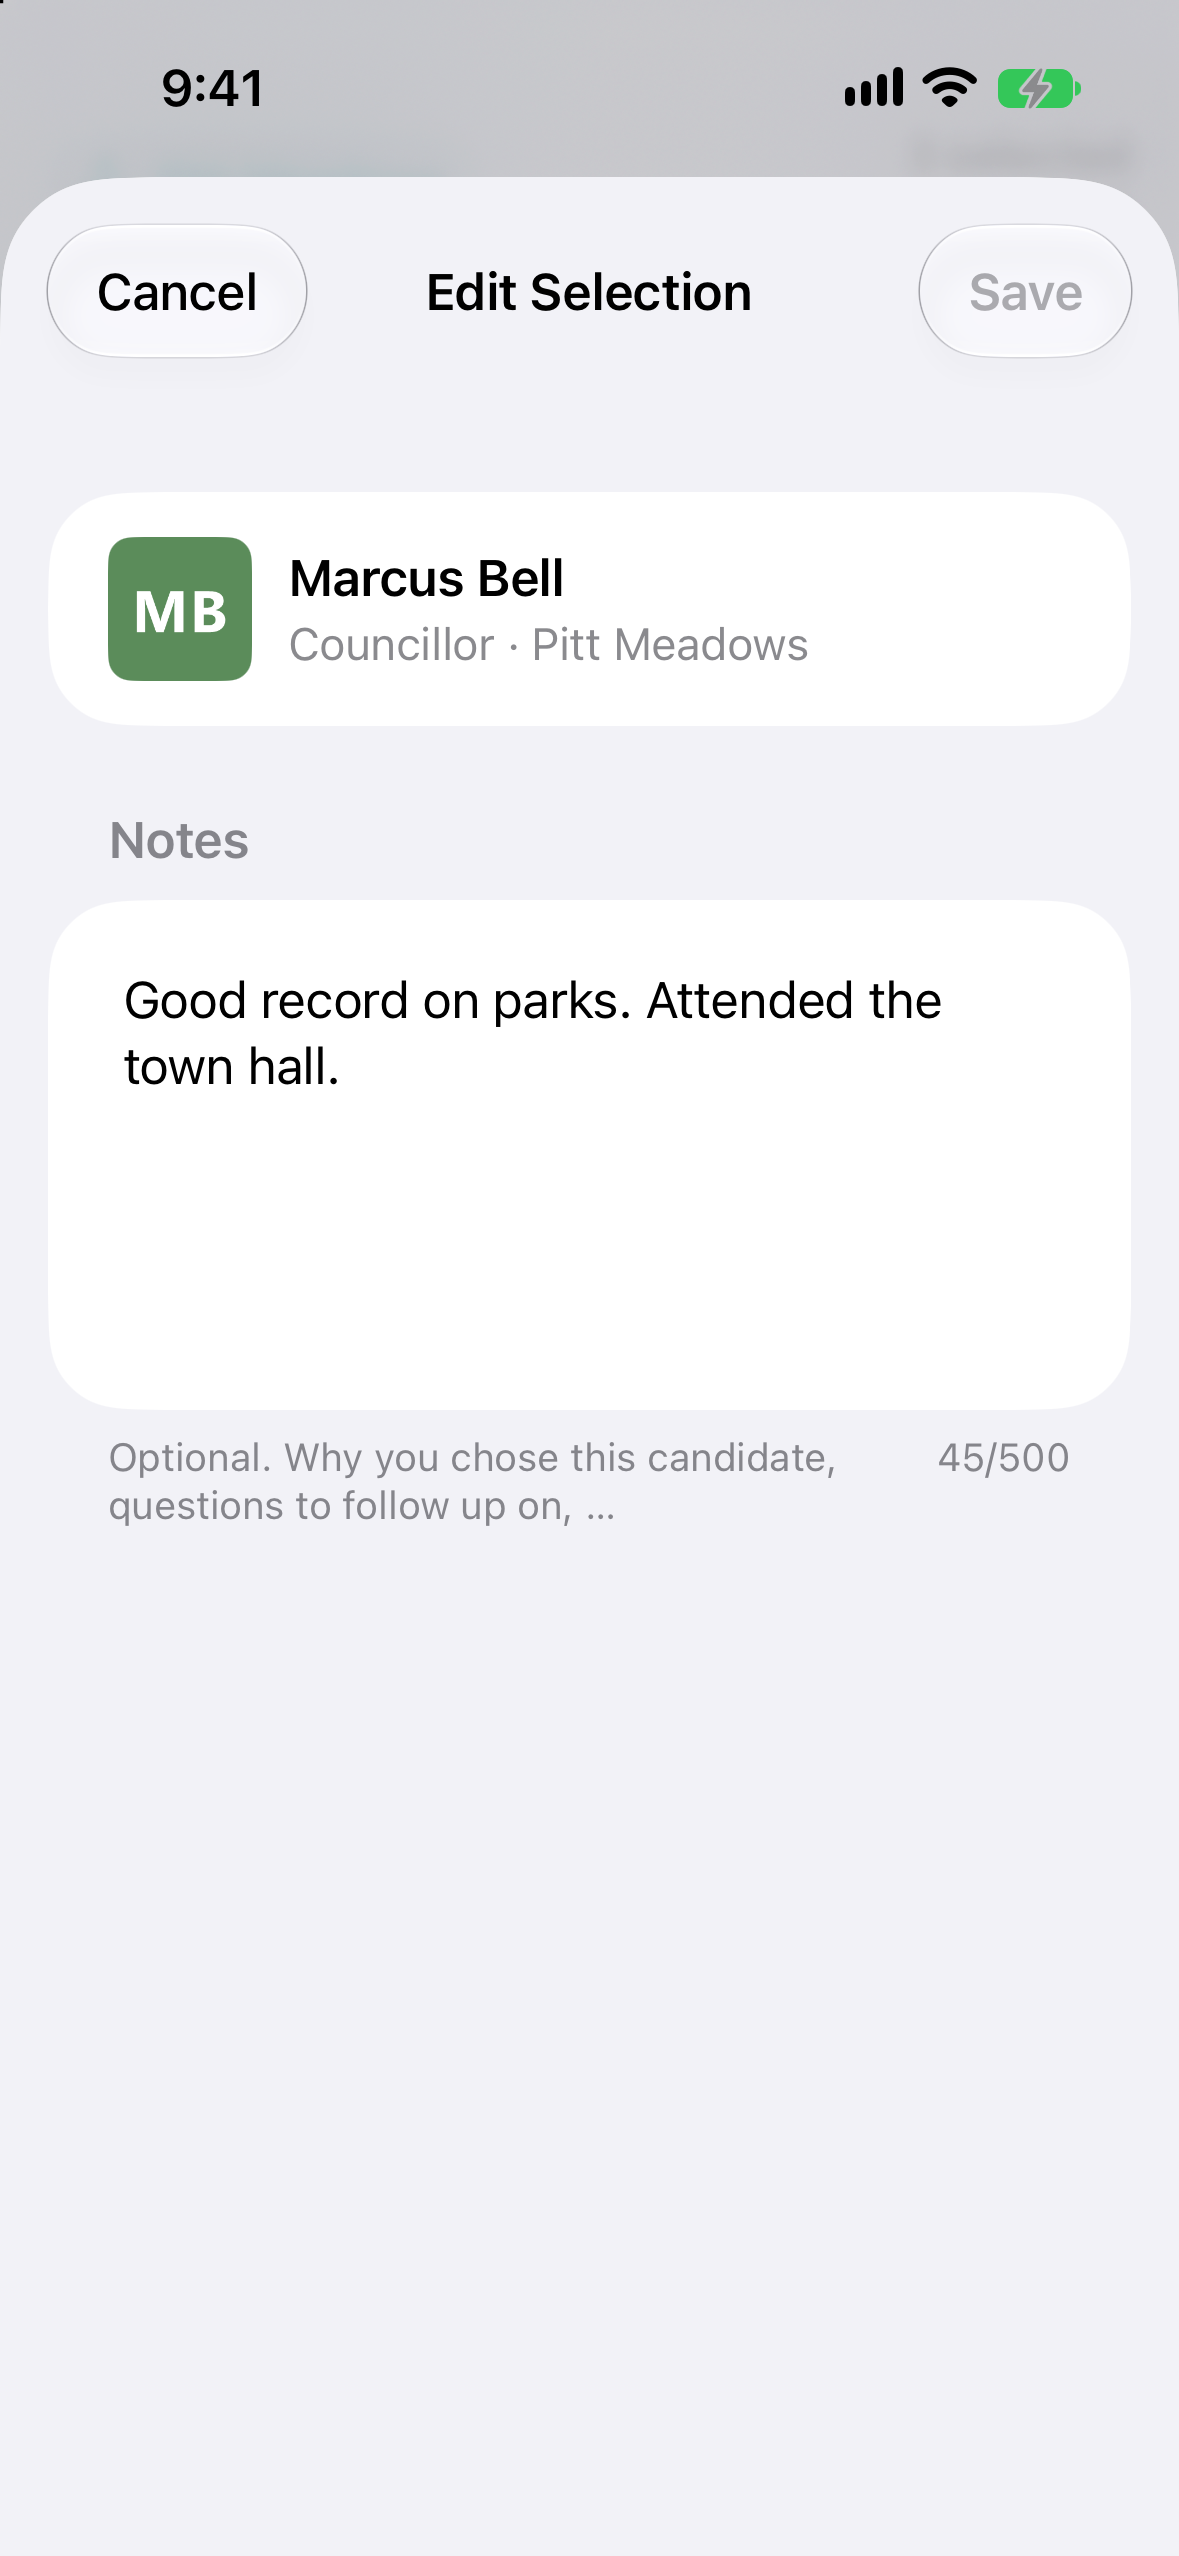 9:41
Cancel
Edit Selection
Save
MB
Marcus Bell
Councillor · Pitt Meadows
Notes
Good record on parks. Attended the
town hall.
Optional. Why you chose this candidate,
questions to follow up on, ...
45/500